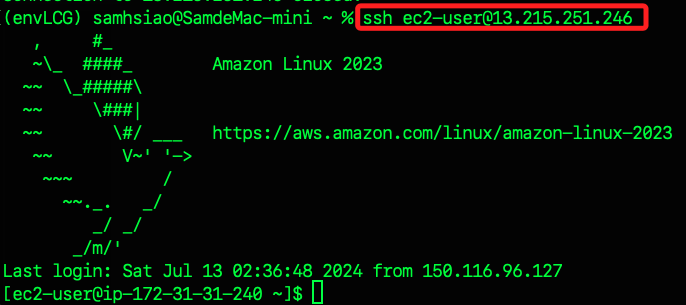 (envLCG) samhsiao@SamdeMac-mini ~ % ssh ec2-user@13.215.251.246
   ,     #_
   ~\_  ####_        Amazon Linux 2023
  ~~  \_#####\
  ~~     \###|
  ~~       \#/ ___   https://aws.amazon.com/linux/amazon-linux-2023
   ~~       V~' '->
    ~~~         /
      ~~._.   _/
         _/ _/
       _/m/'
Last login: Sat Jul 13 02:36:48 2024 from 150.116.96.127
[ec2-user@ip-172-31-31-240 ~]$